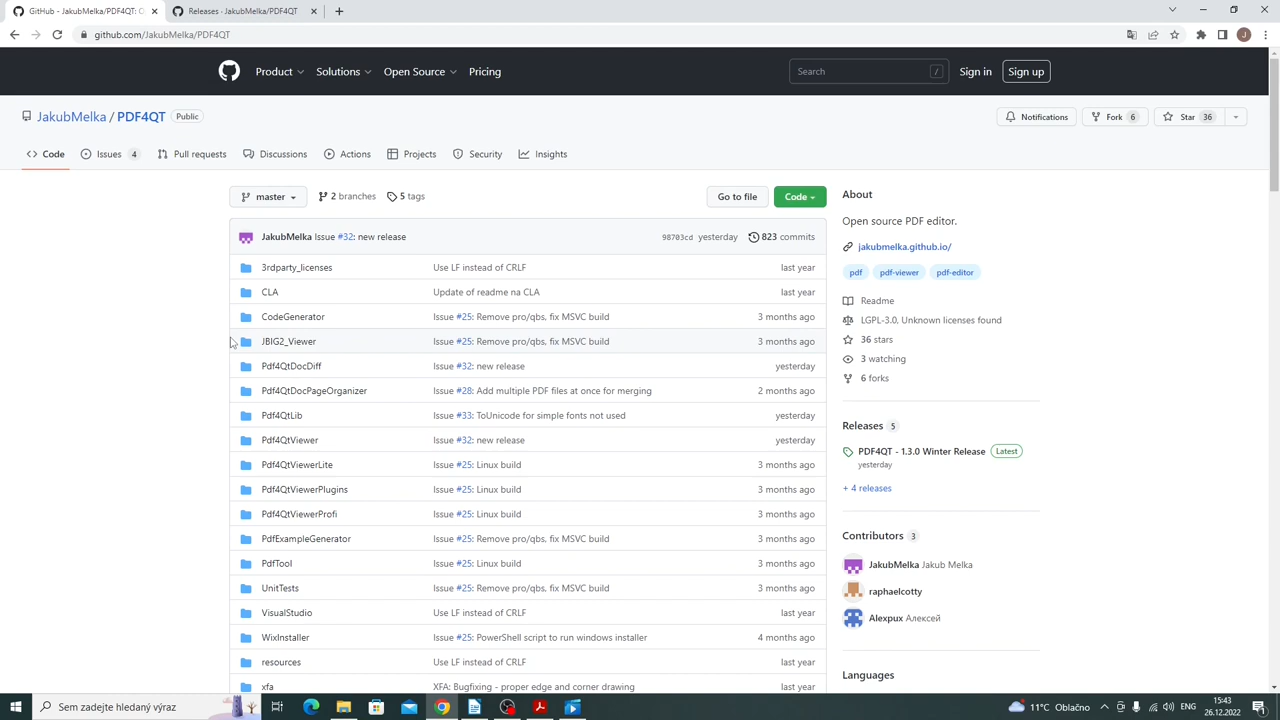 GitHub - JakubMelka/PDF4QT: O
Releases · JakubMelka/PDF4QT
github.com/JakubMelka/PDF4QT
J
Product
Solutions
Open Source
Pricing
Search
/
Sign in
Sign up
JakubMelka / PDF4QT
Public
Notifications
Fork 6
Star 36
Code
Issues 4
Pull requests
Discussions
Actions
Projects
Security
Insights
master
2 branches
5 tags
Go to file
Code
JakubMelka Issue #32: new release
98703cd yesterday
823 commits
3rdparty_licenses
Use LF instead of CRLF
last year
CLA
Update of readme na CLA
last year
CodeGenerator
Issue #25: Remove pro/qbs, fix MSVC build
3 months ago
JBIG2_Viewer
Issue #25: Remove pro/qbs, fix MSVC build
3 months ago
Pdf4QtDocDiff
Issue #32: new release
yesterday
Pdf4QtDocPageOrganizer
Issue #28: Add multiple PDF files at once for merging
2 months ago
Pdf4QtLib
Issue #33: ToUnicode for simple fonts not used
yesterday
Pdf4QtViewer
Issue #32: new release
yesterday
Pdf4QtViewerLite
Issue #25: Linux build
3 months ago
Pdf4QtViewerPlugins
Issue #25: Linux build
3 months ago
Pdf4QtViewerProfi
Issue #25: Linux build
3 months ago
PdfExampleGenerator
Issue #25: Remove pro/qbs, fix MSVC build
3 months ago
PdfTool
Issue #25: Linux build
3 months ago
UnitTests
Issue #25: Remove pro/qbs, fix MSVC build
3 months ago
VisualStudio
Use LF instead of CRLF
last year
WixInstaller
Issue #25: PowerShell script to run windows installer
4 months ago
resources
Use LF instead of CRLF
last year
xfa
XFA: Bugfixing - proper edge and corner drawing
last year
About
Open source PDF editor.
jakubmelka.github.io/
pdf
pdf-viewer
pdf-editor
Readme
LGPL-3.0, Unknown licenses found
36 stars
3 watching
6 forks
Releases 5
PDF4QT - 1.3.0 Winter Release
Latest
yesterday
+ 4 releases
Contributors 3
JakubMelka Jakub Melka
raphaelcotty
Alexpux Алексей
Languages
Sem zadejte hledaný výraz
11°C Oblačno
ENG
15:43
26.12.2022
1